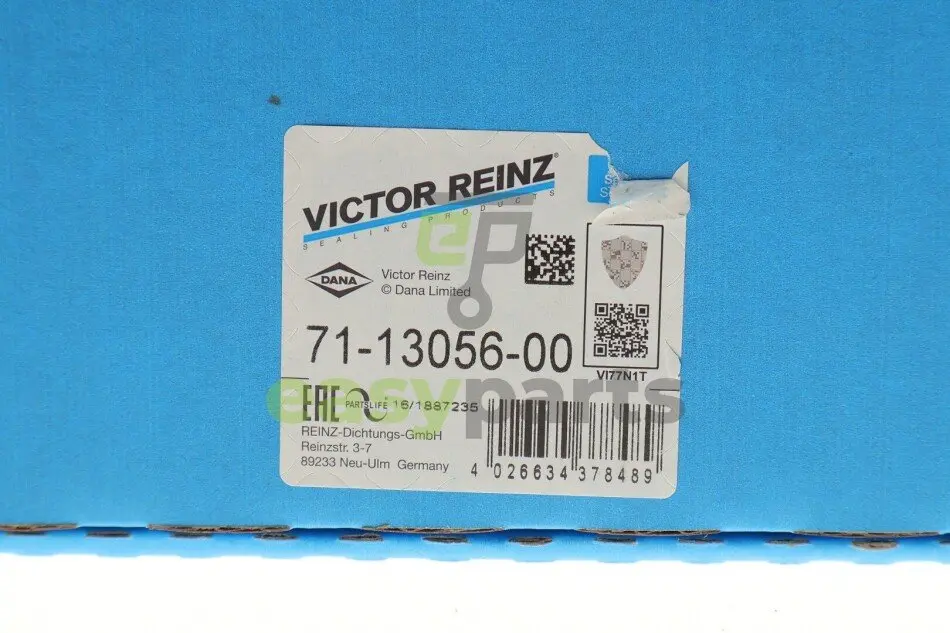 VICTOR REINZ®
SEALING PRODUCTS
DANA
Victor Reinz
© Dana Limited
71-13056-00
VI77N1T
EAC PARTSLIFE 16/1887235
REINZ-Dichtungs-GmbH
Reinzstr. 3-7
89233 Neu-Ulm Germany
4 026634 378489
ep
easyparts